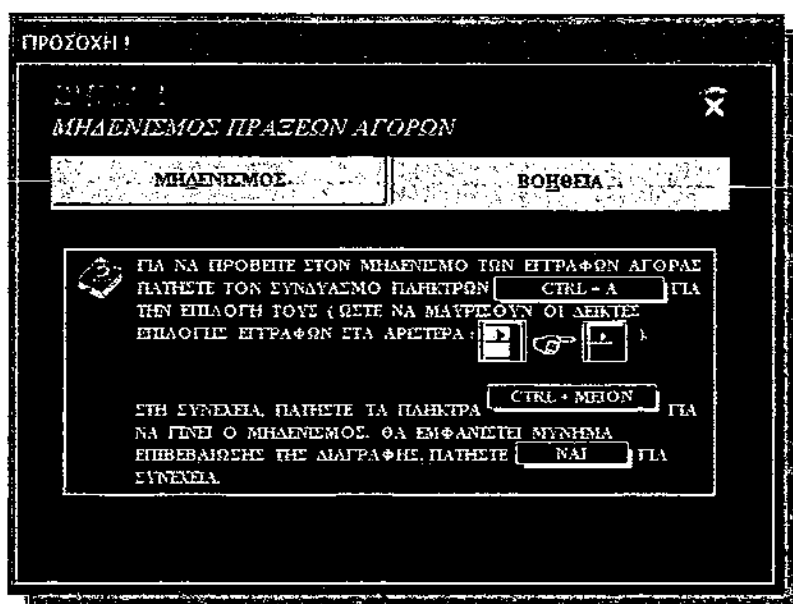 ΠΡΟΣΟΧΗ !
ΜΗΔΕΝΙΣΜΟΣ ΠΡΑΞΕΩΝ ΑΓΟΡΩΝ
ΜΗΔΕΝΙΣΜΟΣ
ΒΟΗΘΕΙΑ
ΓΙΑ ΝΑ ΠΡΟΒΕΙΤΕ ΣΤΟΝ ΜΗΔΕΝΙΣΜΟ ΤΩΝ ΕΓΓΡΑΦΩΝ ΑΓΟΡΑΣ
ΠΑΤΗΣΤΕ ΤΟΝ ΣΥΝΔΥΑΣΜΟ ΠΛΗΚΤΡΩΝ CTRL + A ΓΙΑ
ΤΗΝ ΕΠΙΛΟΓΗ ΤΟΥΣ ( ΩΣΤΕ ΝΑ ΜΑΥΡΙΣΟΥΝ ΟΙ ΔΕΙΚΤΕΣ
ΕΠΙΛΟΓΗΣ ΕΓΓΡΑΦΩΝ ΣΤΑ ΑΡΙΣΤΕΡΑ : ).
ΣΤΗ ΣΥΝΕΧΕΙΑ, ΠΑΤΗΣΤΕ ΤΑ ΠΛΗΚΤΡΑ CTRL + ΜΕΙΟΝ ΓΙΑ
ΝΑ ΓΙΝΕΙ Ο ΜΗΔΕΝΙΣΜΟΣ. ΘΑ ΕΜΦΑΝΙΣΤΕΙ ΜΥΝΗΜΑ
ΕΠΙΒΕΒΑΙΩΣΗΣ ΤΗΣ ΔΙΑΓΡΑΦΗΣ, ΠΑΤΗΣΤΕ ΝΑΙ ΓΙΑ
ΣΥΝΕΧΕΙΑ.